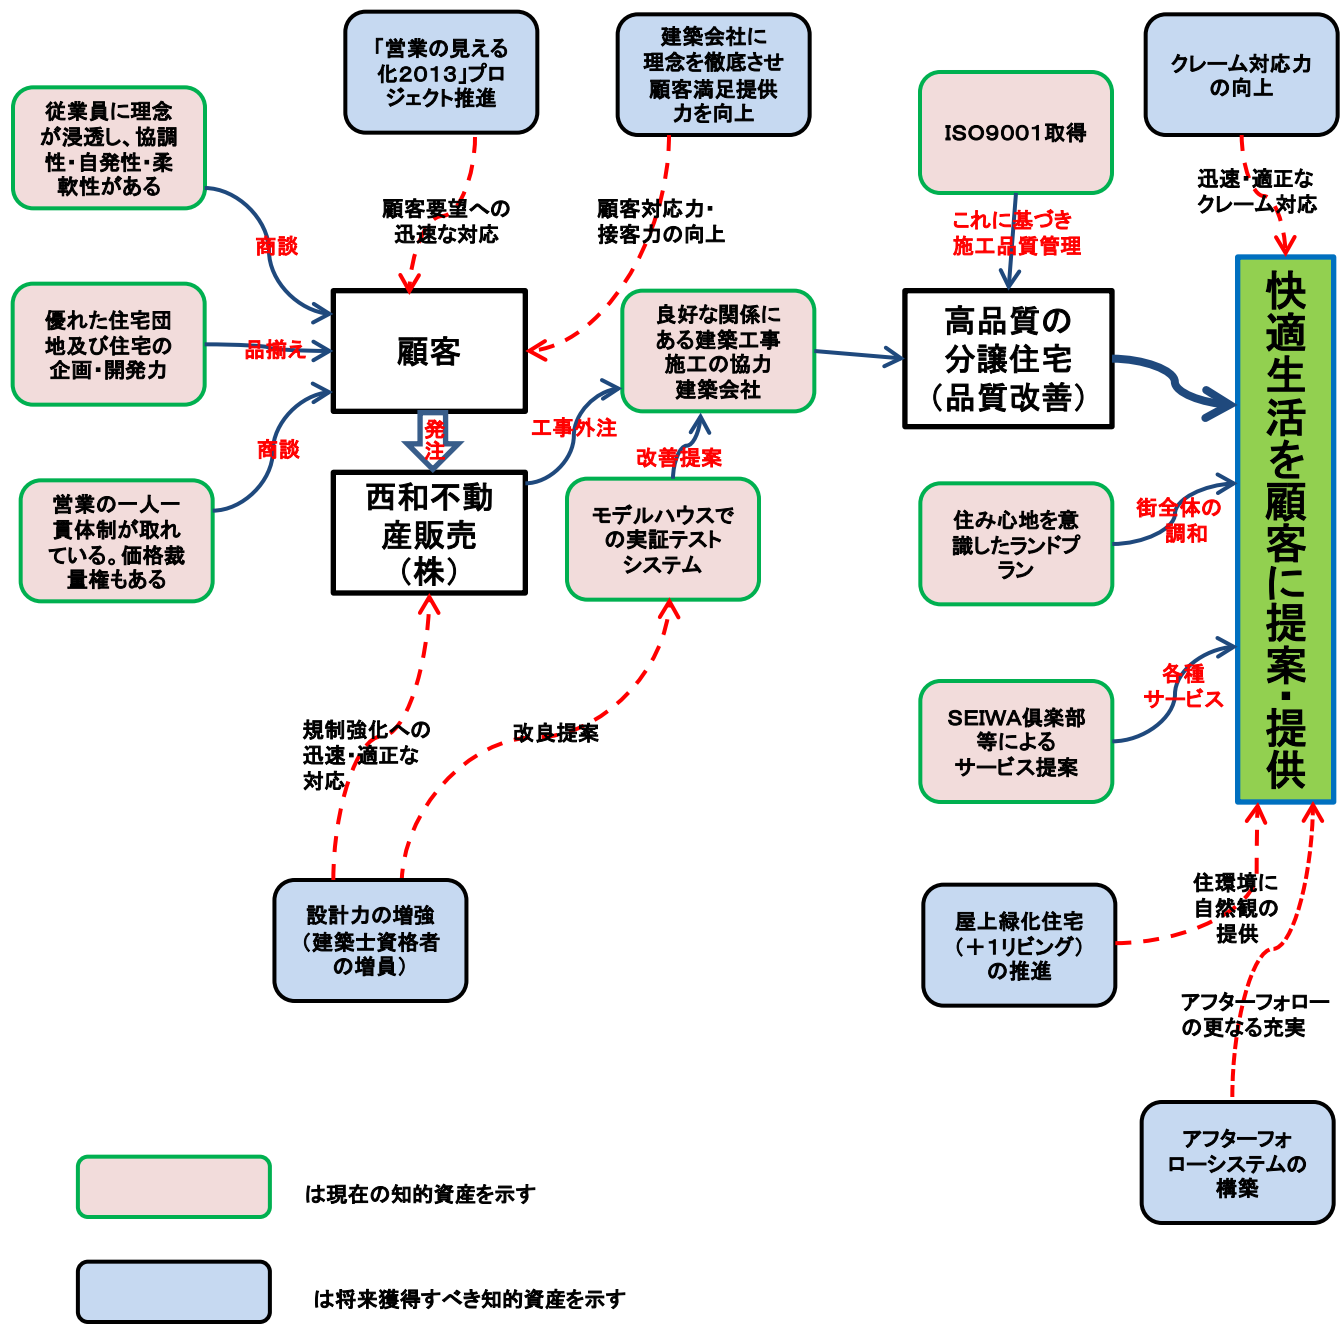 「営業の見える
化2013」プロ
ジェクト推進
建築会社に
理念を徹底させ
顧客満足提供
力を向上
クレーム対応力
の向上
従業員に理念
が浸透し、協調
性・自発性・柔
軟性がある
ISO9001取得
顧客要望への
迅速な対応
顧客対応力・
接客力の向上
これに基づき
施工品質管理
迅速・適正な
クレーム対応
商談
優れた住宅団
地及び住宅の
企画・開発力
品揃え
顧客
良好な関係に
ある建築工事
施工の協力
建築会社
高品質の
分譲住宅
(品質改善)
快適生活を顧客に提案・提供
商談
発
注
工事外注
改善提案
営業の一人一
貫体制が取れ
ている。価格裁
量権もある
西和不動
産販売
(株)
モデルハウスで
の実証テスト
システム
住み心地を意
識したランドプ
ラン
街全体の
調和
規制強化への
迅速・適正な
対応
改良提案
SEIWA倶楽部
等による
サービス提案
各種
サービス
設計力の増強
(建築士資格者
の増員)
屋上緑化住宅
(+1リビング)
の推進
住環境に
自然観の
提供
アフターフォロー
の更なる充実
アフターフォ
ローシステムの
構築
は現在の知的資産を示す
は将来獲得すべき知的資産を示す